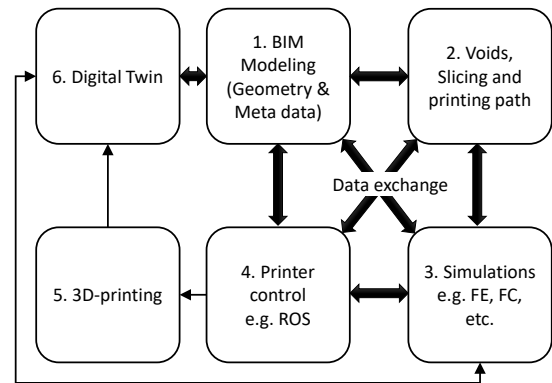 6. Digital Twin
1. BIM
Modeling
(Geometry &
Meta data)
2. Voids,
Slicing and
printing path
Data exchange
5. 3D-printing
4. Printer
control
e.g. ROS
3. Simulations
e.g. FE, FC,
etc.